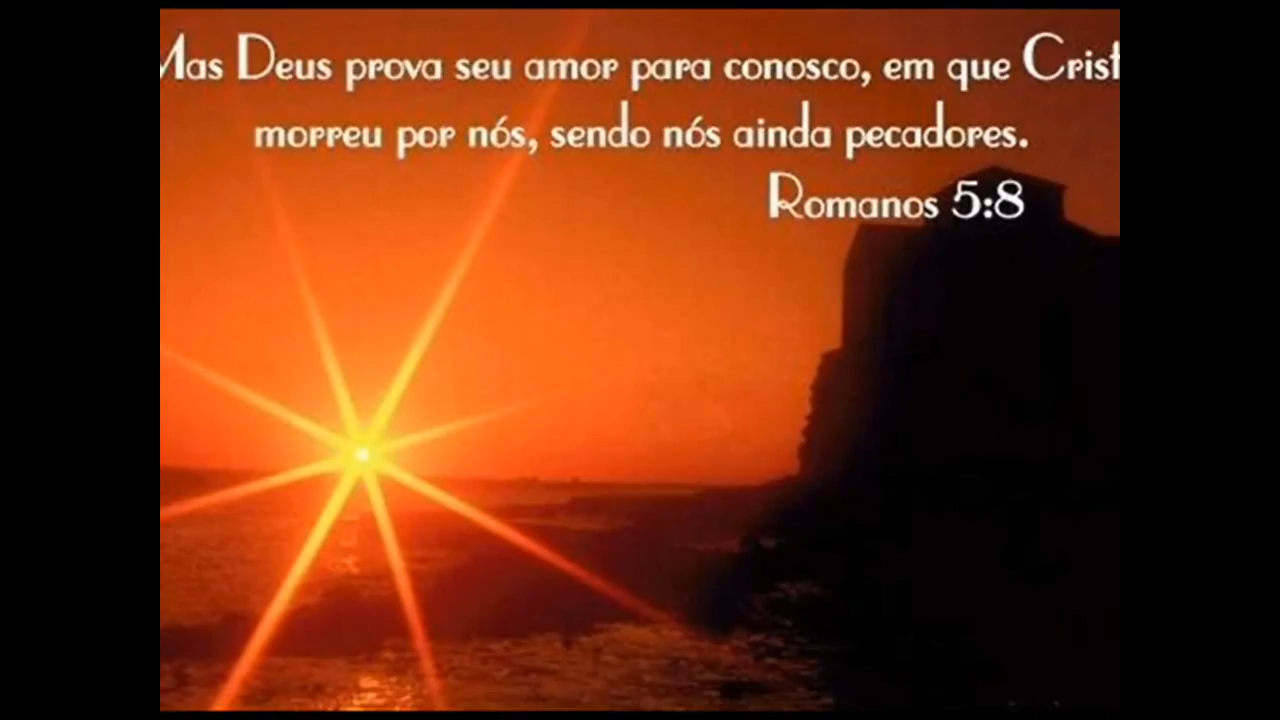 Mas Deus prova seu amor para conosco, em que Crist
morreu por nós, sendo nós ainda pecadores.
Romanos 5:8